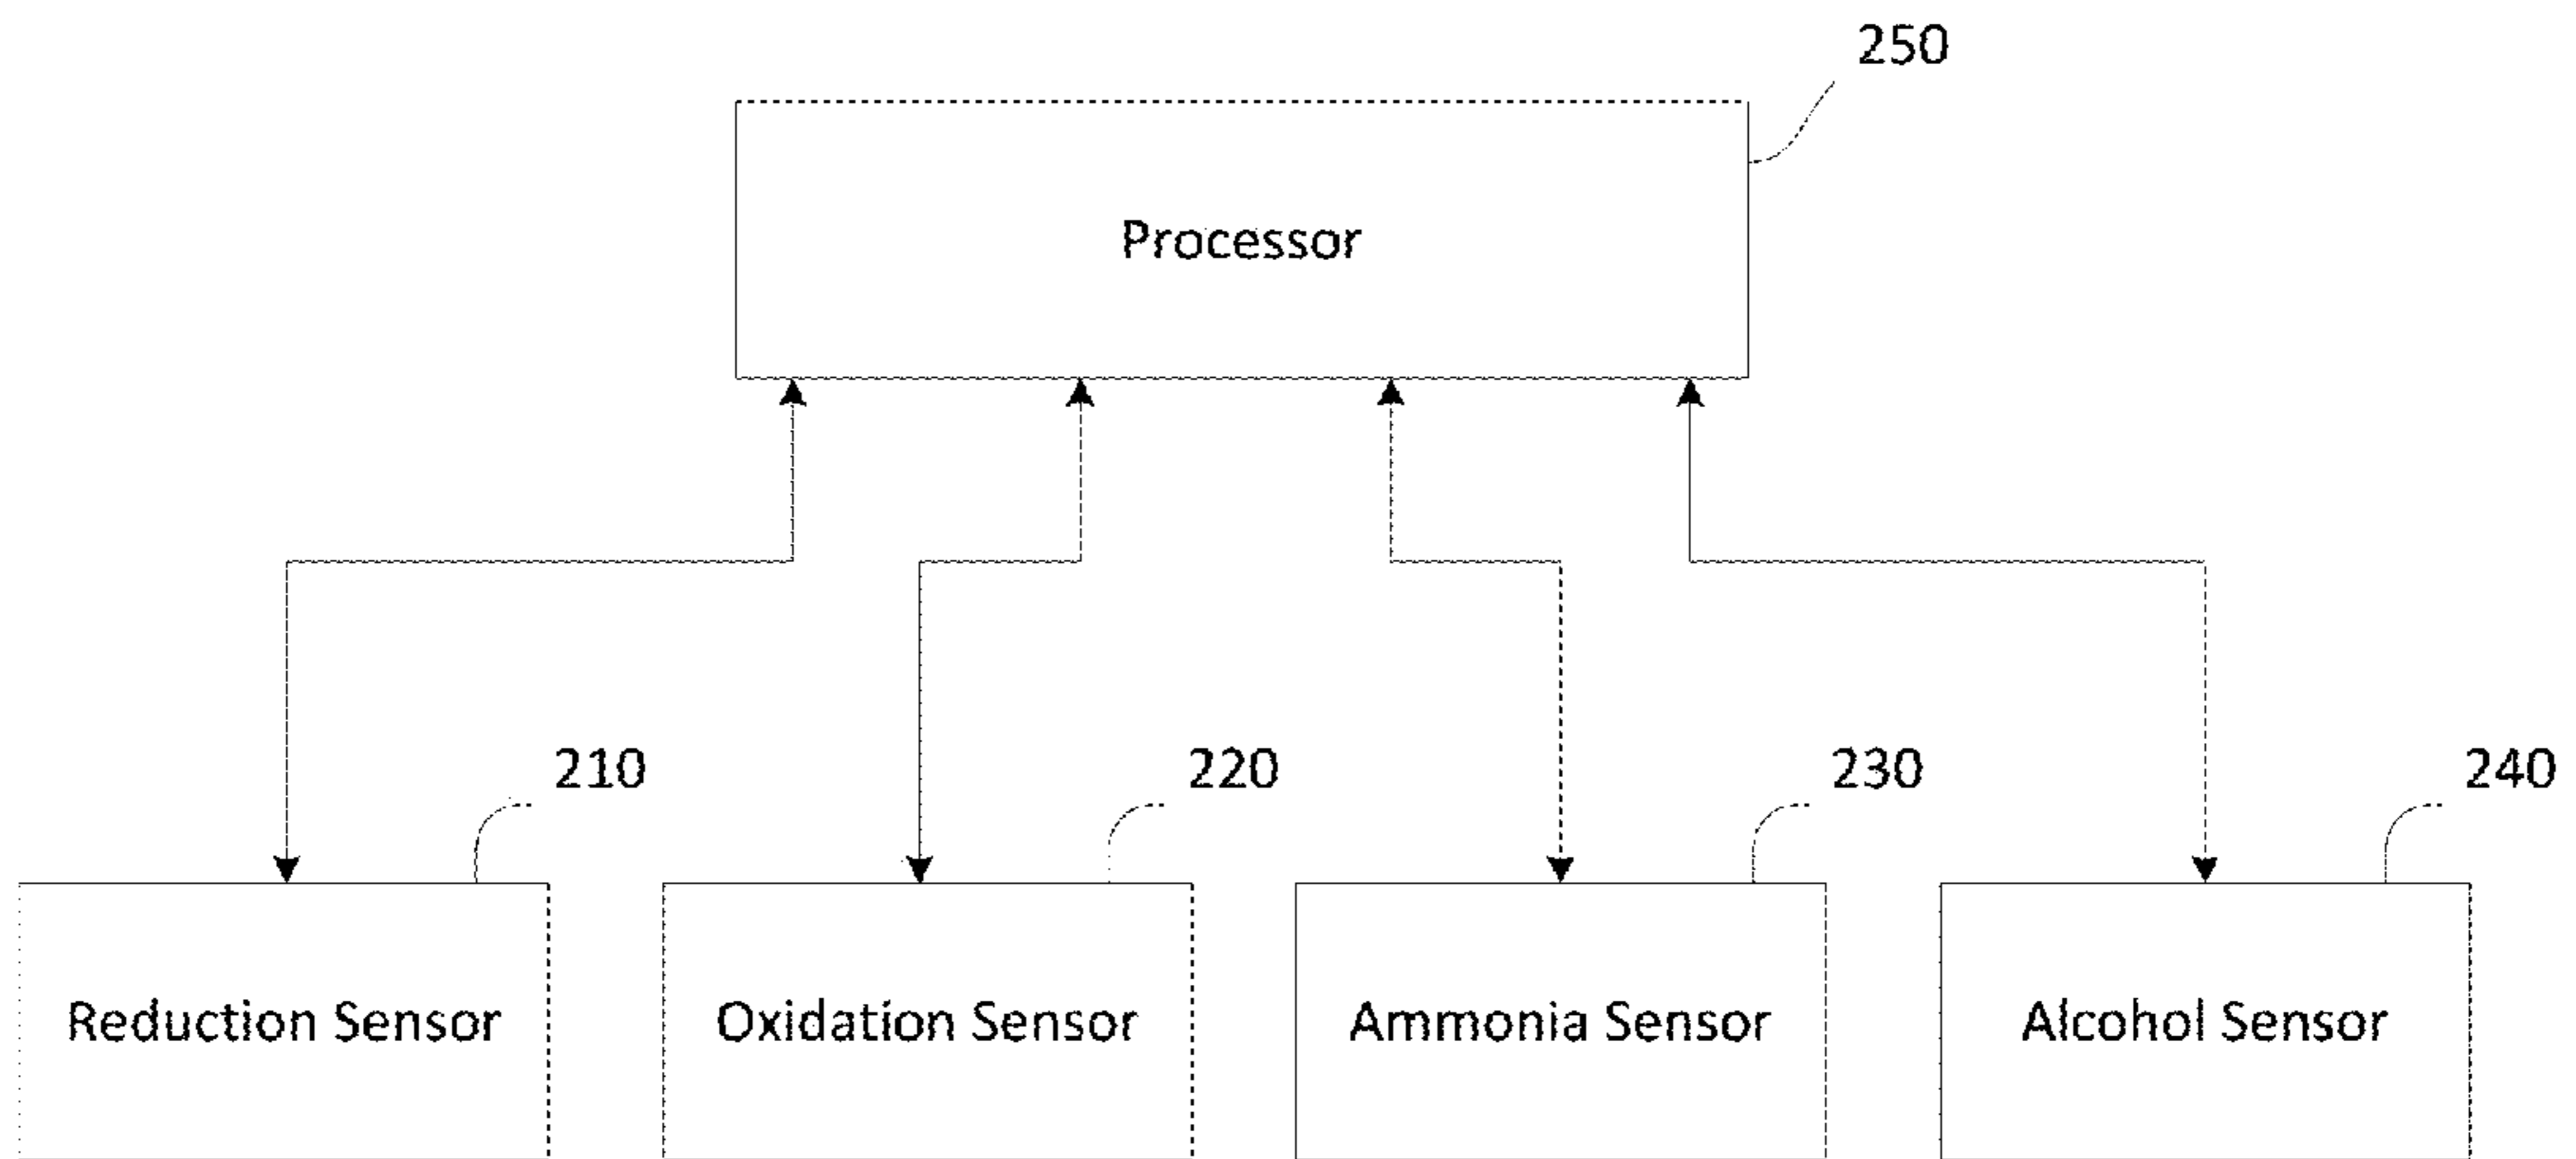 250
Processor
210
220
230
240
Reduction Sensor
Oxidation Sensor
Ammonia Sensor
Alcohol Sensor